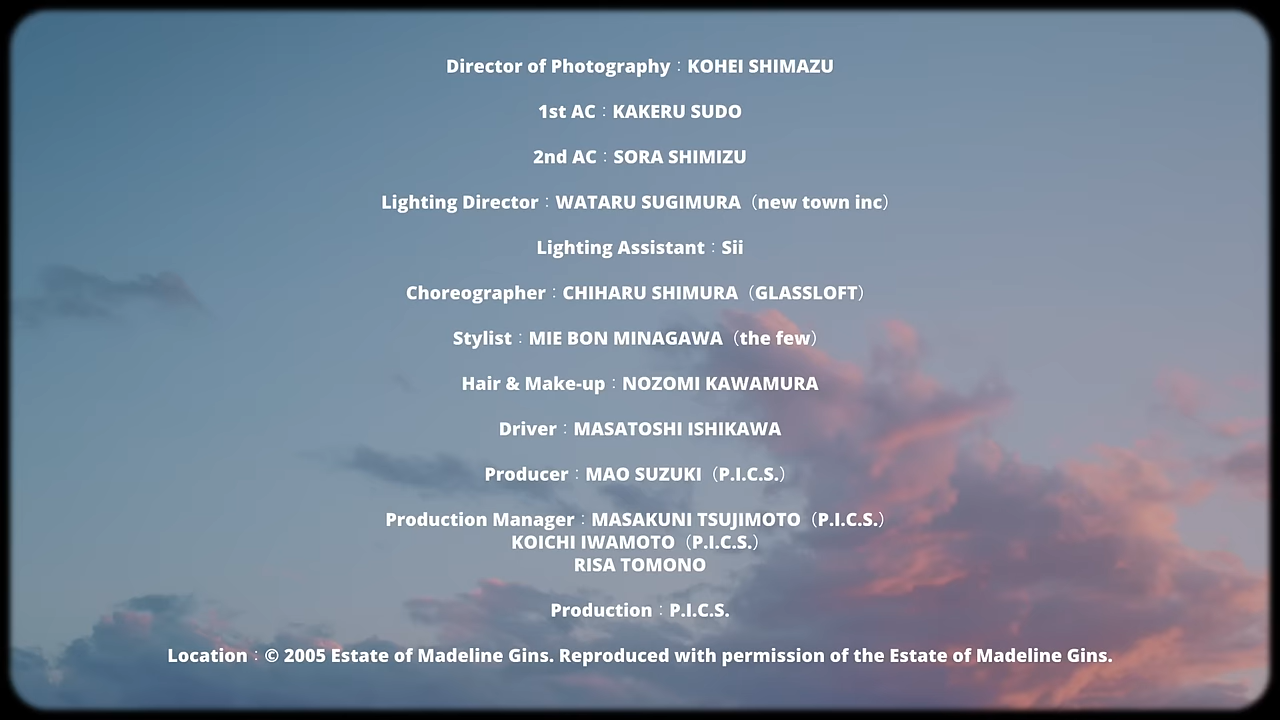 Director of Photography：KOHEI SHIMAZU
1st AC：KAKERU SUDO
2nd AC：SORA SHIMIZU
Lighting Director：WATARU SUGIMURA（new town inc）
Lighting Assistant：Sii
Choreographer：CHIHARU SHIMURA（GLASSLOFT）
Stylist：MIE BON MINAGAWA（the few）
Hair & Make-up：NOZOMI KAWAMURA
Driver：MASATOSHI ISHIKAWA
Producer：MAO SUZUKI（P.I.C.S.）
Production Manager：MASAKUNI TSUJIMOTO（P.I.C.S.）
KOICHI IWAMOTO（P.I.C.S.）
RISA TOMONO
Production：P.I.C.S.
Location：© 2005 Estate of Madeline Gins. Reproduced with permission of the Estate of Madeline Gins.